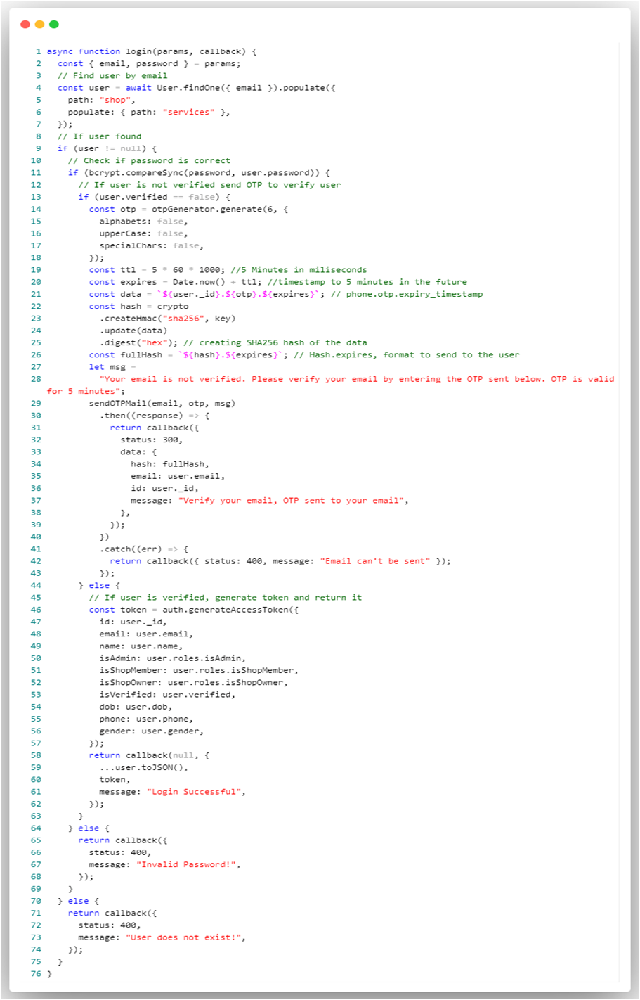 1 async function login(params, callback) {
2   const { email, password } = params;
3   // Find user by email
4   const user = await User.findOne({ email }).populate({
5     path: "shop",
6     populate: { path: "services" },
7   });
8   // If user found
9   if (user != null) {
10     // Check if password is correct
11     if (bcrypt.compareSync(password, user.password)) {
12       // If user is not verified send OTP to verify user
13       if (user.verified == false) {
14         const otp = otpGenerator.generate(6, {
15           alphabets: false,
16           upperCase: false,
17           specialChars: false,
18         });
19         const ttl = 5 * 60 * 1000; //5 Minutes in miliseconds
20         const expires = Date.now() + ttl; //timestamp to 5 minutes in the future
21         const data = `${user._id}.${otp}.${expires}`; // phone.otp.expiry_timestamp
22         const hash = crypto
23           .createHmac("sha256", key)
24           .update(data)
25           .digest("hex"); // creating SHA256 hash of the data
26         const fullHash = `${hash}.${expires}`; // Hash.expires, format to send to the user
27         let msg =
28           "Your email is not verified. Please verify your email by entering the OTP sent below. OTP is valid
for 5 minutes";
29         sendOTPMail(email, otp, msg)
30           .then((response) => {
31             return callback({
32               status: 300,
33               data: {
34                 hash: fullHash,
35                 email: user.email,
36                 id: user._id,
37                 message: "Verify your email, OTP sent to your email",
38               },
39             });
40           })
41           .catch((err) => {
42             return callback({ status: 400, message: "Email can't be sent" });
43           });
44       } else {
45         // If user is verified, generate token and return it
46         const token = auth.generateAccessToken({
47           id: user._id,
48           email: user.email,
49           name: user.name,
50           isAdmin: user.roles.isAdmin,
51           isShopMember: user.roles.isShopMember,
52           isShopOwner: user.roles.isShopOwner,
53           isVerified: user.verified,
54           dob: user.dob,
55           phone: user.phone,
56           gender: user.gender,
57         });
58         return callback(null, {
59           ...user.toJSON(),
60           token,
61           message: "Login Successful",
62         });
63       }
64     } else {
65       return callback({
66         status: 400,
67         message: "Invalid Password!",
68       });
69     }
70   } else {
71     return callback({
72       status: 400,
73       message: "User does not exist!",
74     });
75   }
76 }